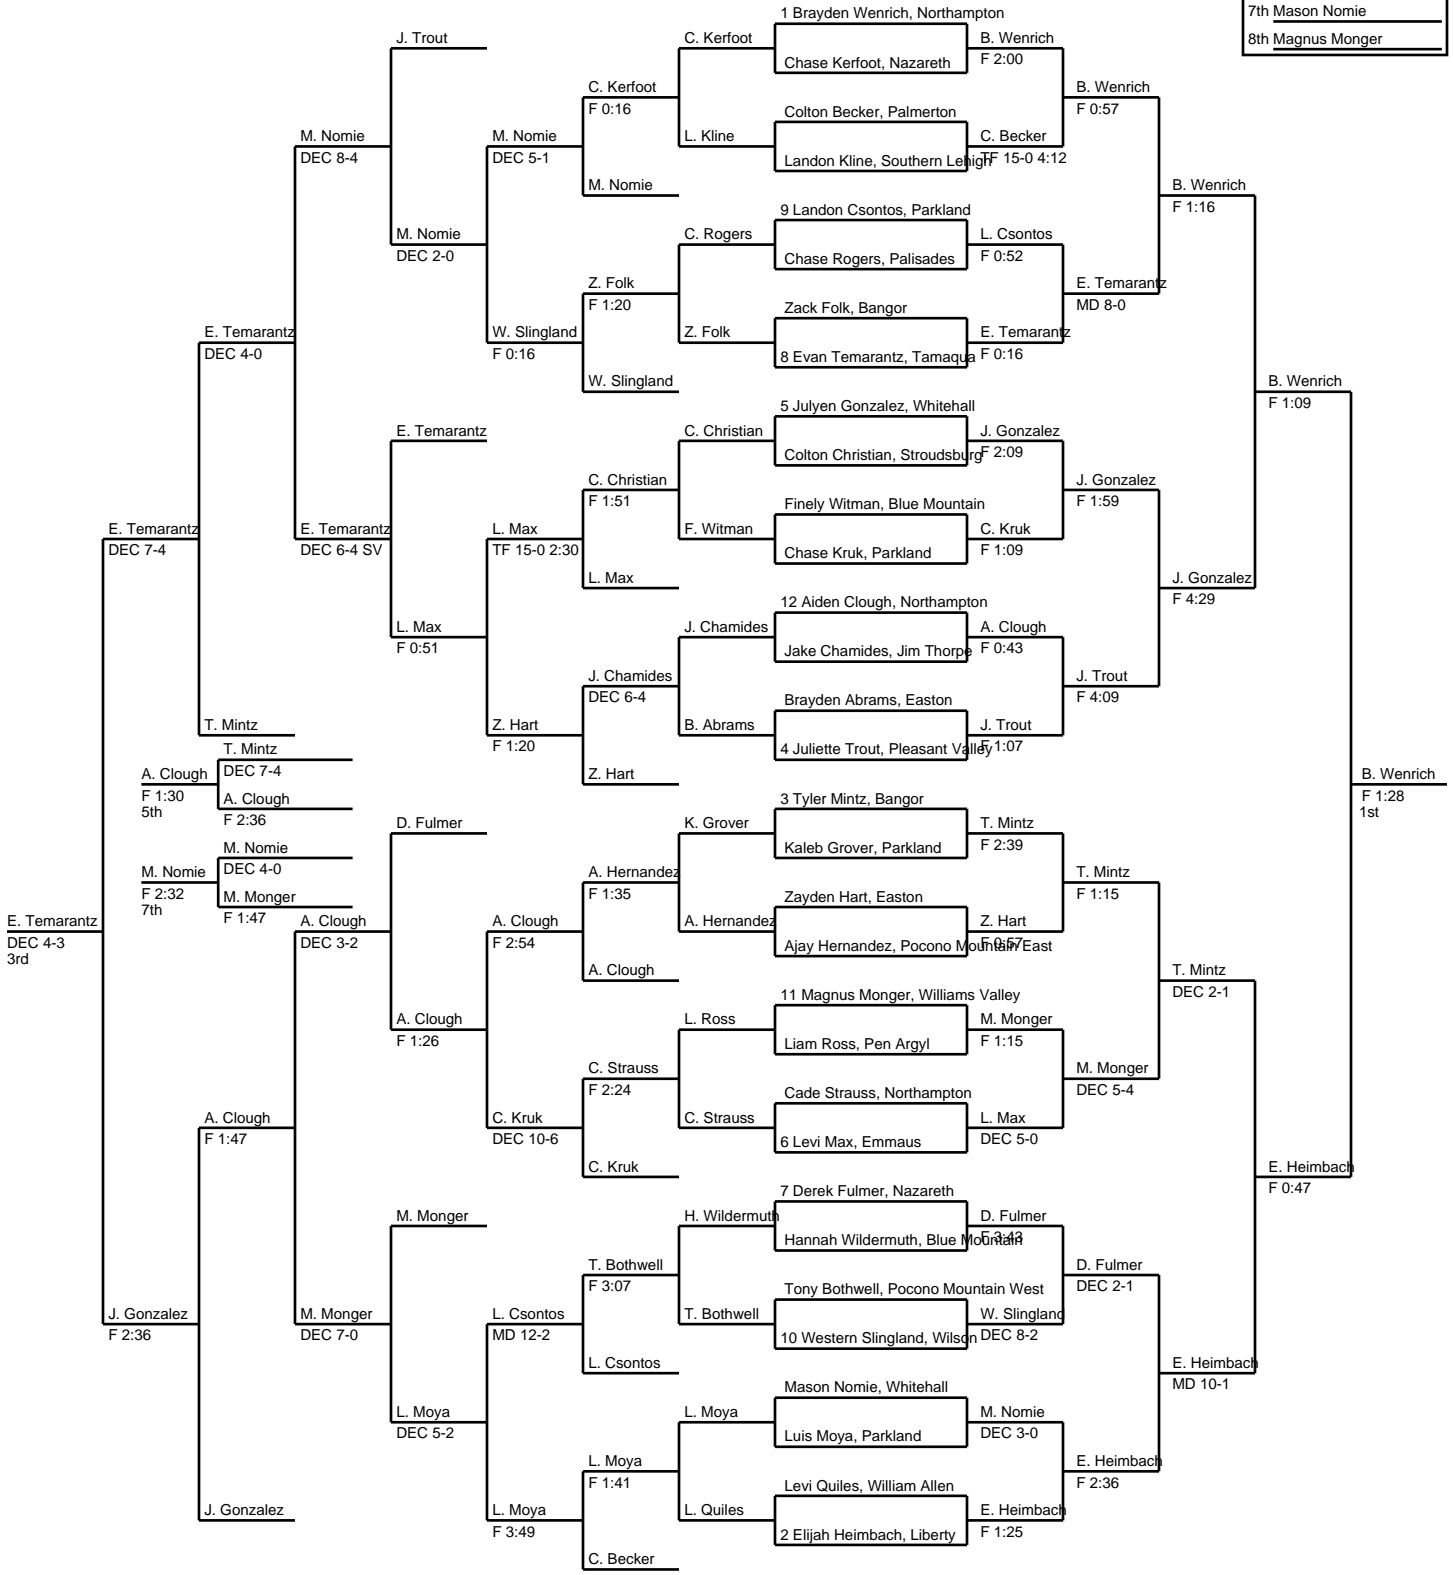 7th Mason Nomie
8th Magnus Monger
1 Brayden Wenrich, Northampton
Chase Kerfoot, Nazareth
Colton Becker, Palmerton
Landon Kline, Southern Lehigh
9 Landon Csontos, Parkland
Chase Rogers, Palisades
Zack Folk, Bangor
8 Evan Temarantz, Tamaqua
5 Julyen Gonzalez, Whitehall
Colton Christian, Stroudsburg
Finely Witman, Blue Mountain
Chase Kruk, Parkland
12 Aiden Clough, Northampton
Jake Chamides, Jim Thorpe
Brayden Abrams, Easton
4 Juliette Trout, Pleasant Valley
3 Tyler Mintz, Bangor
Kaleb Grover, Parkland
Zayden Hart, Easton
Ajay Hernandez, Pocono Mountain East
11 Magnus Monger, Williams Valley
Liam Ross, Pen Argyl
Cade Strauss, Northampton
6 Levi Max, Emmaus
7 Derek Fulmer, Nazareth
Hannah Wildermuth, Blue Mountain
Tony Bothwell, Pocono Mountain West
10 Western Slingland, Wilson
Mason Nomie, Whitehall
Luis Moya, Parkland
Levi Quiles, William Allen
2 Elijah Heimbach, Liberty
B. Wenrich
F 2:00
C. Becker
TF 15-0 4:12
L. Csontos
F 0:52
E. Temarantz
F 0:16
J. Gonzalez
F 2:09
C. Kruk
F 1:09
A. Clough
F 0:43
J. Trout
F 1:07
T. Mintz
F 2:39
Z. Hart
F 0:57
M. Monger
F 1:15
L. Max
DEC 5-0
D. Fulmer
F 3:43
W. Slingland
DEC 8-2
M. Nomie
DEC 3-0
E. Heimbach
F 1:25
B. Wenrich
F 0:57
E. Temarantz
MD 8-0
J. Gonzalez
F 1:59
J. Trout
F 4:09
T. Mintz
F 1:15
M. Monger
DEC 5-4
D. Fulmer
DEC 2-1
E. Heimbach
F 2:36
B. Wenrich
F 1:16
J. Gonzalez
F 4:29
T. Mintz
DEC 2-1
E. Heimbach
MD 10-1
B. Wenrich
F 1:09
E. Heimbach
F 0:47
B. Wenrich
F 1:28
1st
C. Kerfoot
L. Kline
C. Rogers
Z. Folk
C. Christian
F. Witman
J. Chamides
B. Abrams
K. Grover
A. Hernandez
L. Ross
C. Strauss
H. Wildermuth
T. Bothwell
L. Moya
L. Quiles
C. Kerfoot
F 0:16
M. Nomie
Z. Folk
F 1:20
W. Slingland
C. Christian
F 1:51
L. Max
J. Chamides
DEC 6-4
Z. Hart
A. Hernandez
F 1:35
A. Clough
C. Strauss
F 2:24
C. Kruk
T. Bothwell
F 3:07
L. Csontos
L. Moya
F 1:41
C. Becker
M. Nomie
DEC 5-1
W. Slingland
F 0:16
L. Max
TF 15-0 2:30
Z. Hart
F 1:20
A. Clough
F 2:54
C. Kruk
DEC 10-6
L. Csontos
MD 12-2
L. Moya
F 3:49
J. Trout
M. Nomie
DEC 2-0
E. Temarantz
L. Max
F 0:51
D. Fulmer
A. Clough
F 1:26
M. Monger
L. Moya
DEC 5-2
M. Nomie
DEC 8-4
E. Temarantz
DEC 6-4 SV
A. Clough
DEC 3-2
M. Monger
DEC 7-0
E. Temarantz
DEC 4-0
T. Mintz
A. Clough
F 1:47
J. Gonzalez
E. Temarantz
DEC 7-4
J. Gonzalez
F 2:36
E. Temarantz
DEC 4-3
3rd
T. Mintz
DEC 7-4
A. Clough
F 2:36
A. Clough
F 1:30
5th
M. Nomie
DEC 4-0
M. Monger
F 1:47
M. Nomie
F 2:32
7th